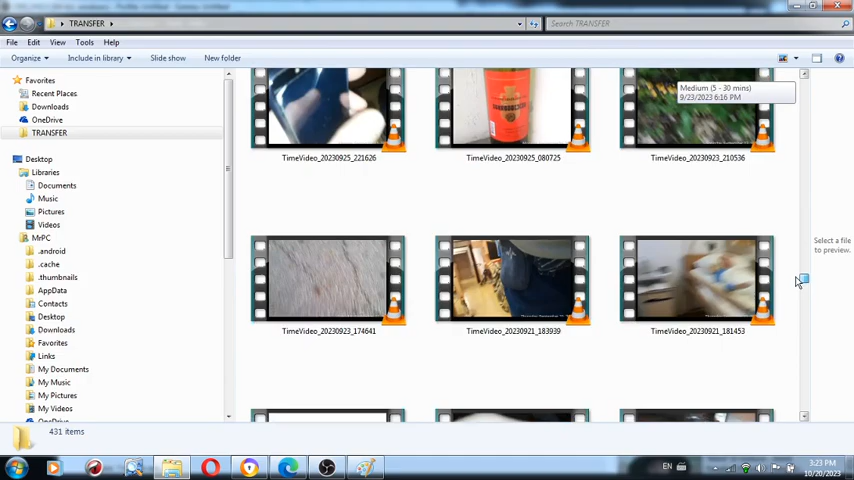 TRANSFER
Search TRANSFER
File Edit View Tools Help
Organize Include in library Slide show New folder
Favorites
Recent Places
Downloads
OneDrive
TRANSFER
Desktop
Libraries
Documents
Music
Pictures
Videos
MrPC
.android
.cache
.thumbnails
AppData
Contacts
Desktop
Downloads
Favorites
Links
My Documents
My Music
My Pictures
My Videos
OneDrive
Medium (5 - 30 mins)
9/23/2023 6:16 PM
TimeVideo_20230925_221626 TimeVideo_20230925_080725 TimeVideo_20230923_210536
TimeVideo_20230923_174641 TimeVideo_20230921_183939 TimeVideo_20230921_181453
Select a file
to preview.
431 items
EN
3:23 PM
10/20/2023